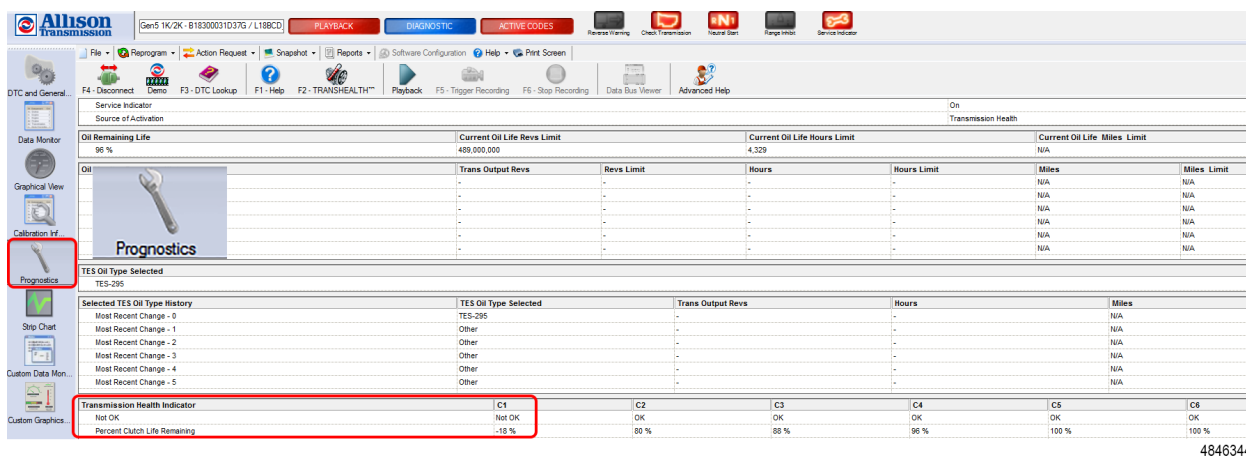 Allison Transmission
Gen5 1K/2K - B18300031D37G / L18BCD PLAYBACK DIAGNOSTIC ACTIVE CODES Reverse Warning Check Transmission Neutral Start Range Inhibit Service Indicator
File Reprogram Action Request Snapshot Reports Software Configuration Help Print Screen
F4 - Disconnect Demo F3 - DTC Lookup F1 - Help F2 - TRANSHEALTH™ Playback F5 - Trigger Recording F6 - Stop Recording Data Bus Viewer Advanced Help
DTC and General...
Data Monitor
Graphical View
Calibration Inf...
Prognostics
Strip Chart
Custom Data Mon...
Custom Graphics...
Service Indicator On
Source of Activation Transmission Health
Oil Remaining Life Current Oil Life Revs Limit Current Oil Life Hours Limit Current Oil Life Miles Limit
96 % 489,000,000 4,329 N/A
Oil Trans Output Revs Revs Limit Hours Hours Limit Miles Miles Limit
- - - - N/A N/A
- - - - N/A N/A
- - - - N/A N/A
- - - - N/A N/A
- - - - N/A N/A
- - - - N/A N/A
Prognostics
TES Oil Type Selected
TES-295
Selected TES Oil Type History TES Oil Type Selected Trans Output Revs Hours Miles
Most Recent Change - 0 TES-295 - - N/A
Most Recent Change - 1 Other - - N/A
Most Recent Change - 2 Other - - N/A
Most Recent Change - 3 Other - - N/A
Most Recent Change - 4 Other - - N/A
Most Recent Change - 5 Other - - N/A
Transmission Health Indicator C1 C2 C3 C4 C5 C6
Not OK Not OK OK OK OK OK OK
Percent Clutch Life Remaining -18 % 80 % 88 % 96 % 100 % 100 %
484634